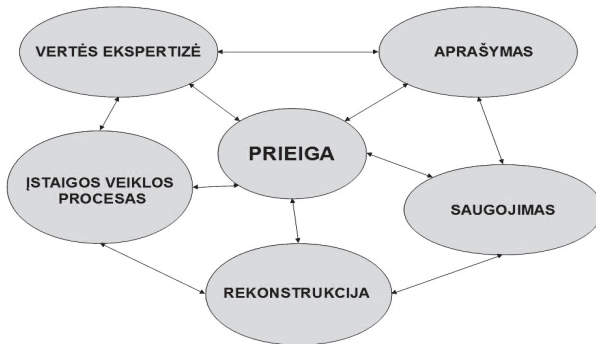 VERTĖS EKSPERTIZĖ
APRAŠYMAS
PRIEIGA
ĮSTAIGOS VEIKLOS
PROCESAS
SAUGOJIMAS
REKONSTRUKCIJA